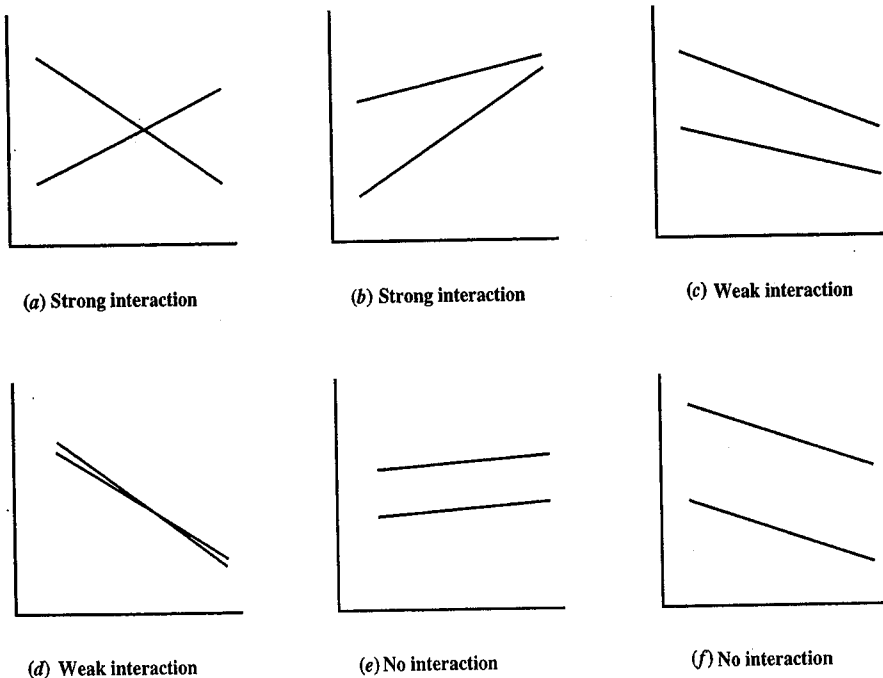 (a) Strong interaction
(b) Strong interaction
(c) Weak interaction
(d) Weak interaction
(e) No interaction
(f) No interaction